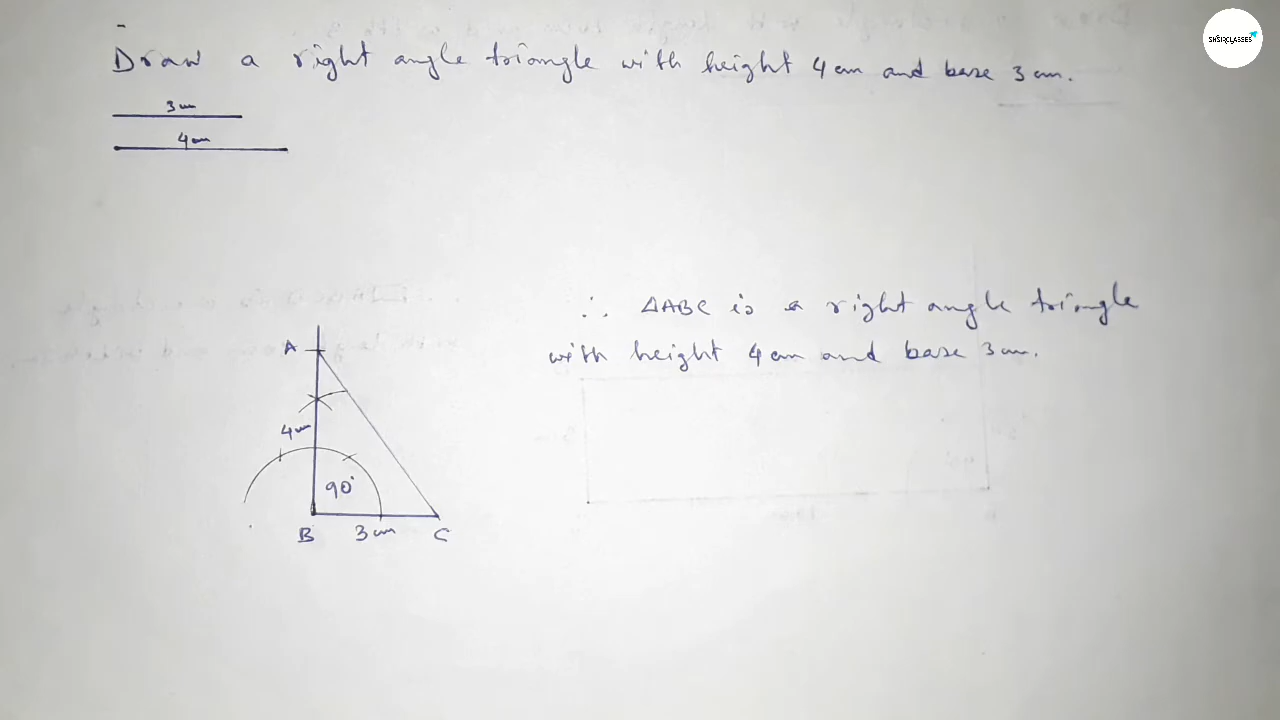 Draw a right angle triangle with height 4 cm and base 3 cm.
3 cm
4 cm
SHSIRCLASSES
∴ ΔABC is a right angle triangle
with height 4 cm and base 3 cm.
A
4 cm
90°
B 3 cm C